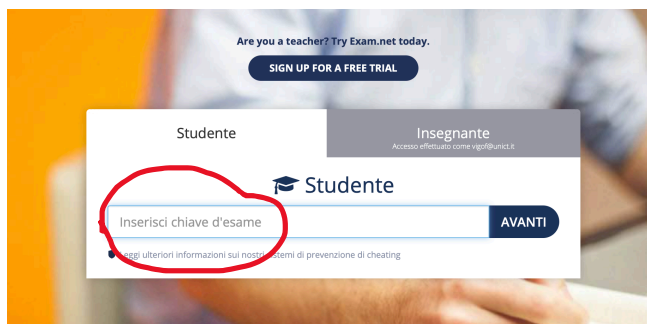 Are you a teacher? Try Exam.net today.
SIGN UP FOR A FREE TRIAL
Studente
Insegnante
Accesso effettuato come vigof@unict.it
Studente
Inserisci chiave d'esame
AVANTI
Leggi ulteriori informazioni sui nostri sistemi di prevenzione di cheating